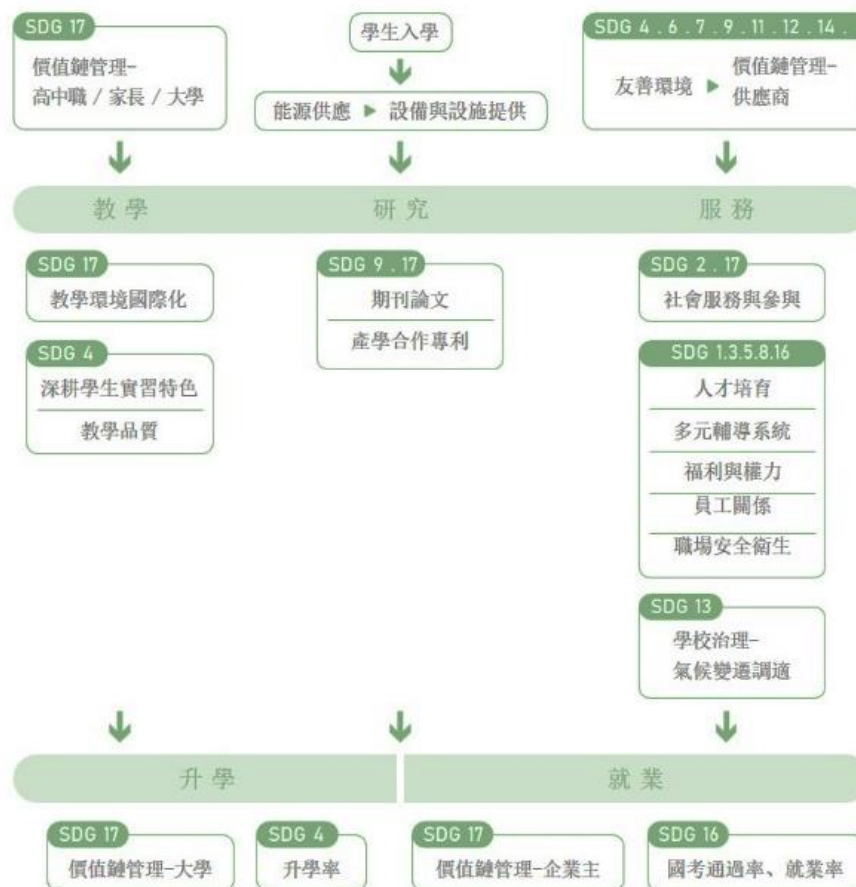 SDG 17
價值鏈管理-
高中職 / 家長 / 大學
學生入學
能源供應 ▶ 設備與設施提供
SDG 4 . 6 . 7 . 9 . 11 . 12 . 14 .
友善環境 ▶ 價值鏈管理-
供應商
教學
研究
服務
SDG 17
教學環境國際化
SDG 4
深耕學生實習特色
教學品質
SDG 9 . 17
期刊論文
產學合作專利
SDG 2 . 17
社會服務與參與
SDG 1.3.5.8.16
人才培育
多元輔導系統
福利與權力
員工關係
職場安全衛生
SDG 13
學校治理-
氣候變遷調適
升學
就業
SDG 17
價值鏈管理-大學
SDG 4
升學率
SDG 17
價值鏈管理-企業主
SDG 16
國考通過率、就業率